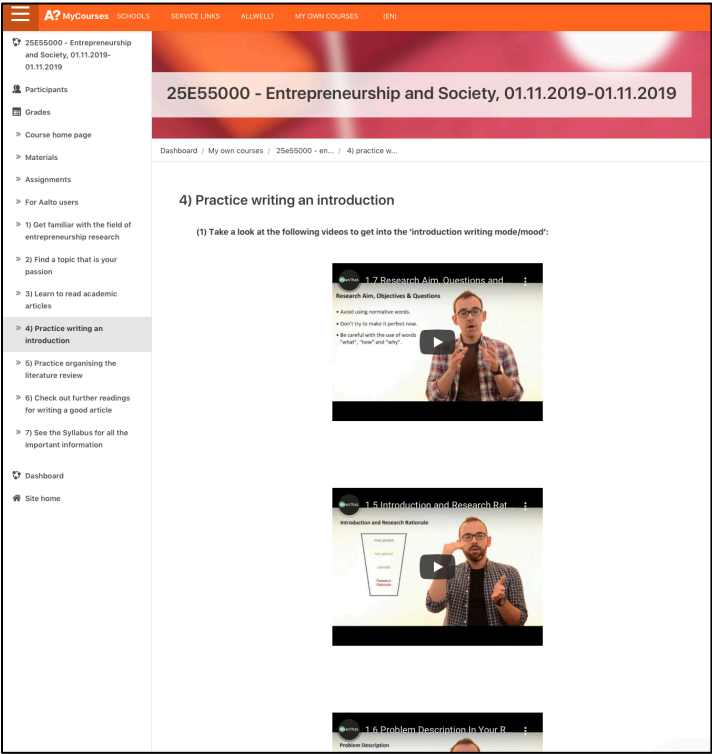 A? MyCourses SCHOOLS SERVICE LINKS ALLWELL? MY OWN COURSES (EN)
25E55000 - Entrepreneurship
and Society, 01.11.2019-
01.11.2019
Participants
Grades
» Course home page
» Materials
» Assignments
» For Aalto users
» 1) Get familiar with the field of
entrepreneurship research
» 2) Find a topic that is your
passion
» 3) Learn to read academic
articles
» 4) Practice writing an
introduction
» 5) Practice organising the
literature review
» 6) Check out further readings
for writing a good article
» 7) See the Syllabus for all the
important information
Dashboard
Site home
25E55000 - Entrepreneurship and Society, 01.11.2019-01.11.2019
Dashboard / My own courses / 25e55000 - en... / 4) practice w...
4) Practice writing an introduction
(1) Take a look at the following videos to get into the ‘introduction writing mode/mood’:
1.7 Research Aim, Questions and
Research Aim, Objectives & Questions
• Avoid using normative words.
• Don't try to make it perfect now.
• Be careful with the use of words
"what", "how" and "why".
1.5 Introduction and Research Rat
Introduction and Research Rationale
Research
Rationale
1.6 Problem Description In Your R
Problem Description